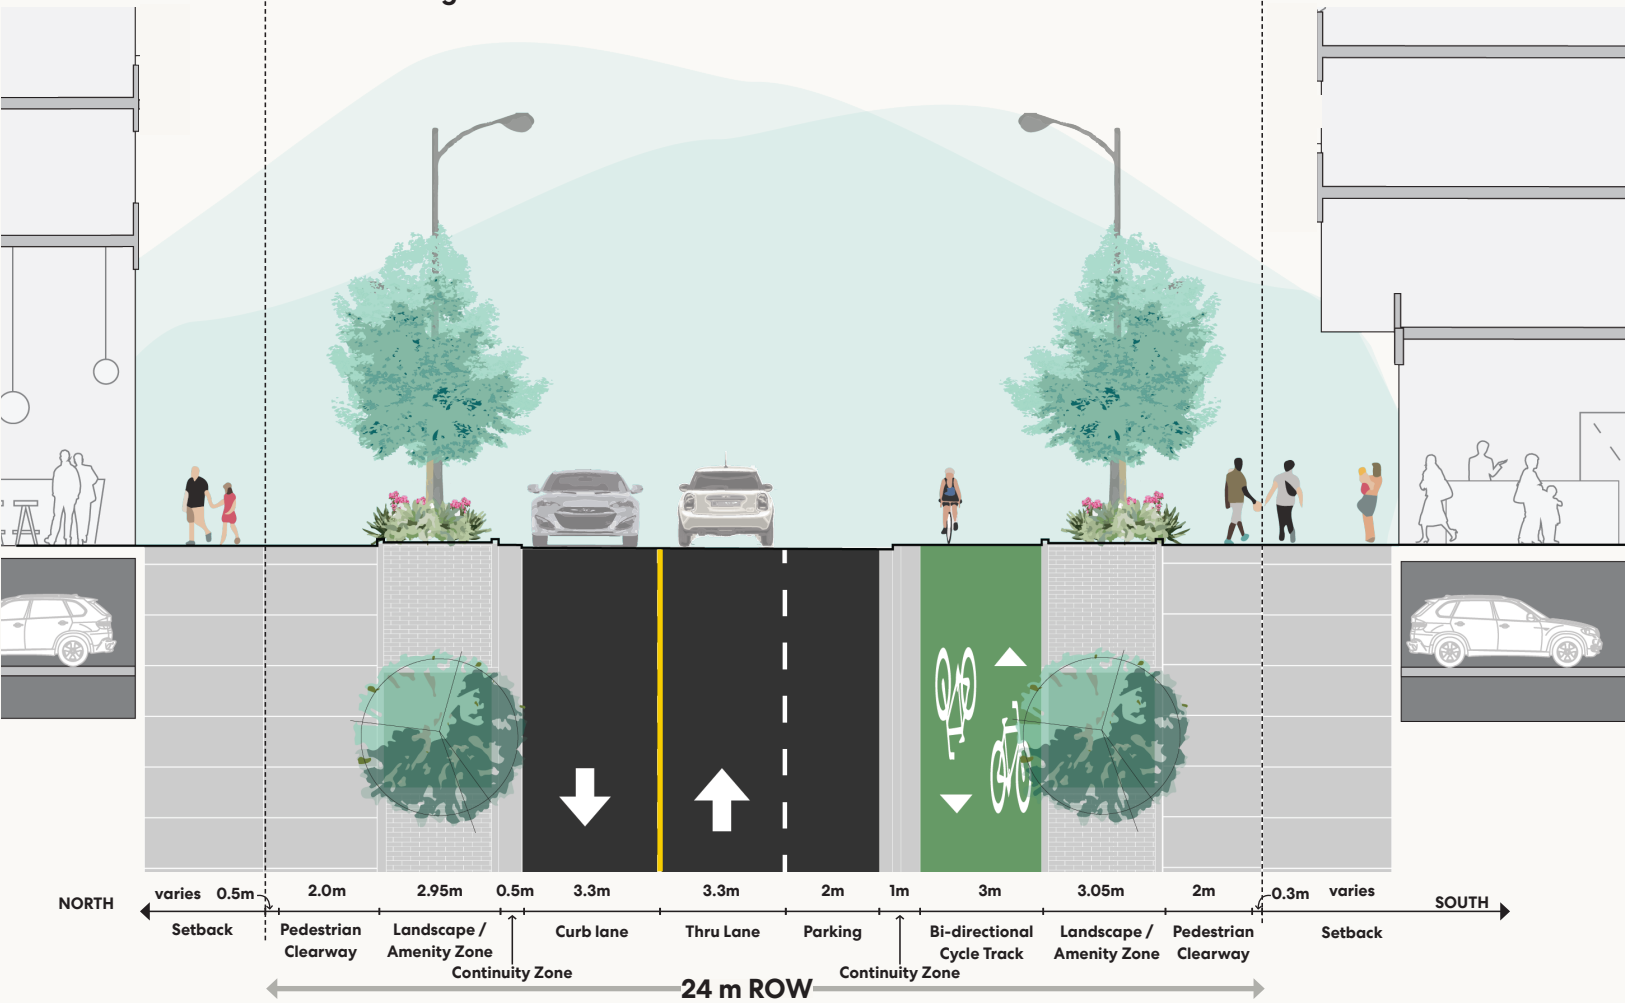 varies 0.5m 2.0m 2.95m 0.5m 3.3m 3.3m 2m 1m 3m 3.05m 2m 0.3m varies
NORTH SOUTH
Setback Pedestrian Landscape / Curb lane Thru Lane Parking Bi-directional Landscape / Pedestrian Setback
Clearway Amenity Zone Cycle Track Amenity Zone Clearway
Continuity Zone Continuity Zone
24 m ROW